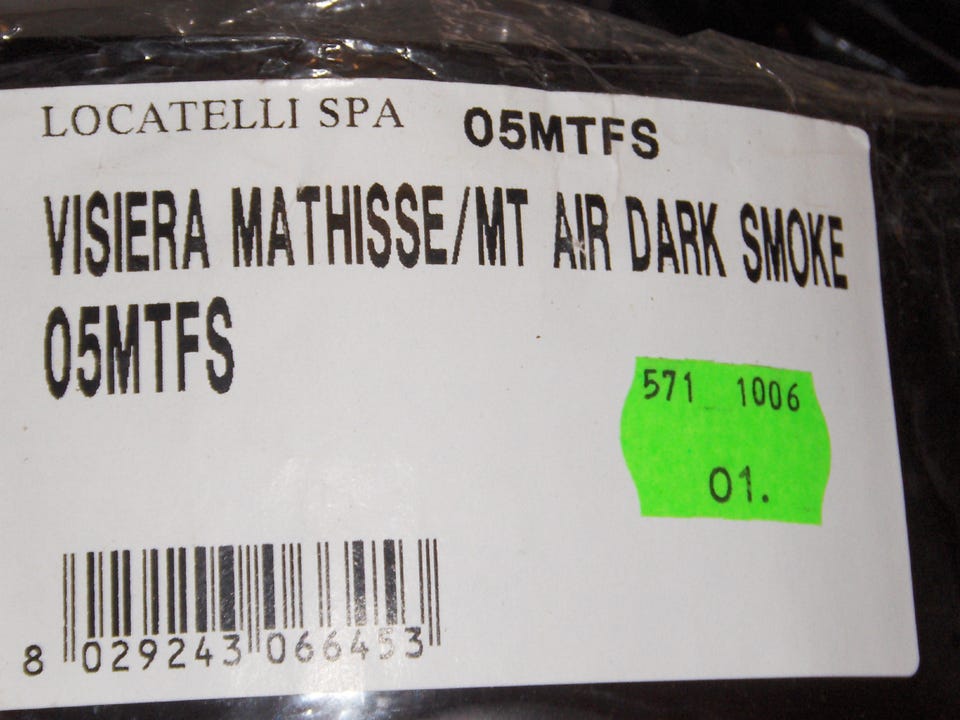 LOCATELLI SPA 05MTFS
VISIERA MATHISSE/MT AIR DARK SMOKE
05MTFS
571 1006
01.
8 029243 066453